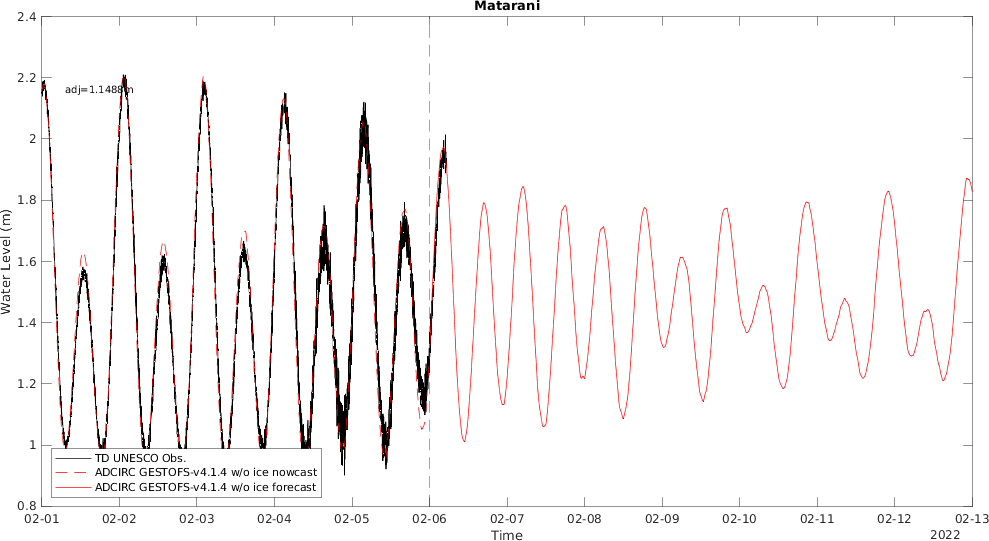 Matarani
2.4
2.2
2
1.8
1.6
1.4
1.2
1
0.8
Water Level (m)
adj=1.1488m
TD UNESCO Obs.
ADCIRC GESTOFS-v4.1.4 w/o ice nowcast
ADCIRC GESTOFS-v4.1.4 w/o ice forecast
02-01 02-02 02-03 02-04 02-05 02-06 02-07 02-08 02-09 02-10 02-11 02-12 02-13
Time
2022